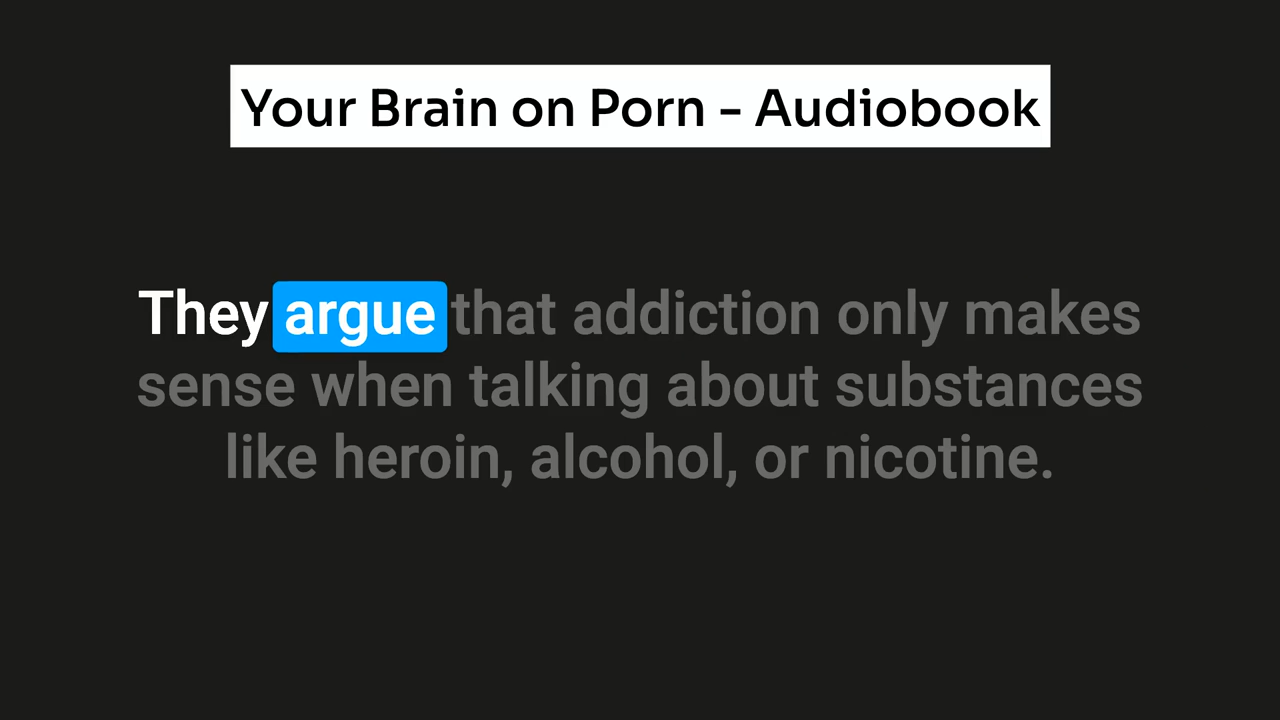 Your Brain on Porn - Audiobook
They argue that addiction only makes
sense when talking about substances
like heroin, alcohol, or nicotine.